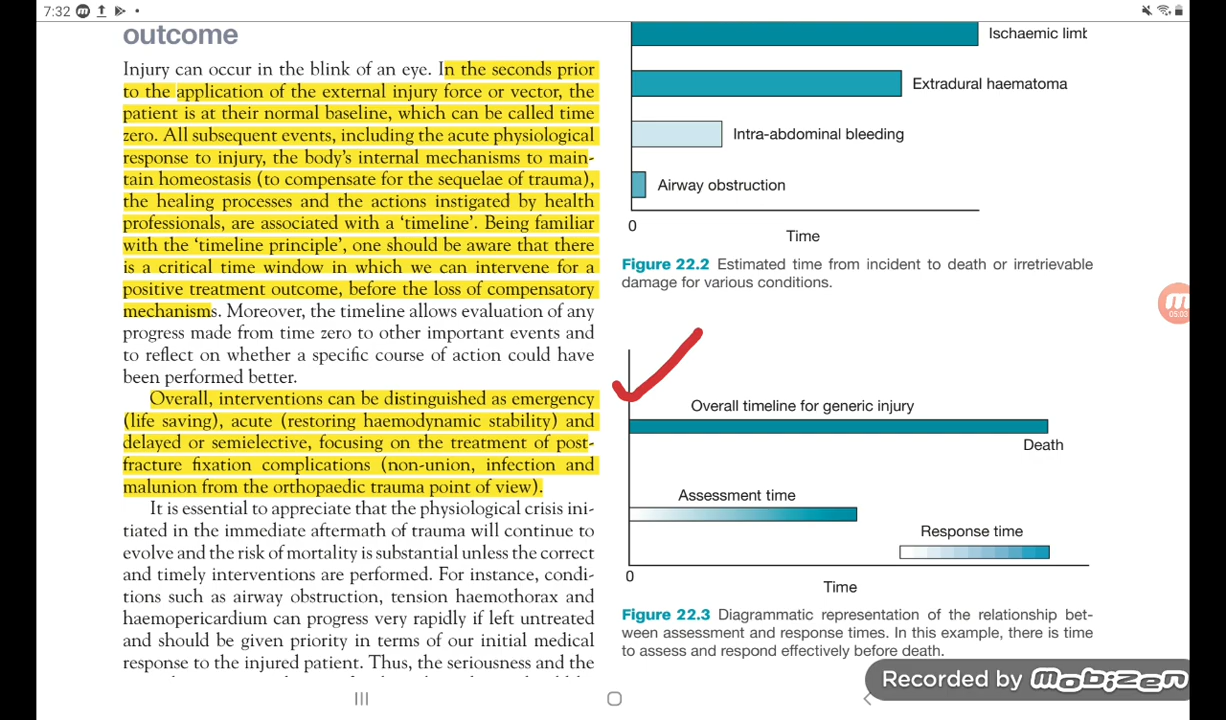 7:32
outcome
Injury can occur in the blink of an eye. In the seconds prior
to the application of the external injury force or vector, the
patient is at their normal baseline, which can be called time
zero. All subsequent events, including the acute physiological
response to injury, the body's internal mechanisms to main-
tain homeostasis (to compensate for the sequelae of trauma),
the healing processes and the actions instigated by health
professionals, are associated with a 'timeline'. Being familiar
with the 'timeline principle', one should be aware that there
is a critical time window in which we can intervene for a
positive treatment outcome, before the loss of compensatory
mechanisms. Moreover, the timeline allows evaluation of any
progress made from time zero to other important events and
to reflect on whether a specific course of action could have
been performed better.
Overall, interventions can be distinguished as emergency
(life saving), acute (restoring haemodynamic stability) and
delayed or semielective, focusing on the treatment of post-
fracture fixation complications (non-union, infection and
malunion from the orthopaedic trauma point of view).
It is essential to appreciate that the physiological crisis ini-
tiated in the immediate aftermath of trauma will continue to
evolve and the risk of mortality is substantial unless the correct
and timely interventions are performed. For instance, condi-
tions such as airway obstruction, tension haemothorax and
haemopericardium can progress very rapidly if left untreated
and should be given priority in terms of our initial medical
response to the injured patient. Thus, the seriousness and the
Ischaemic limb
Extradural haematoma
Intra-abdominal bleeding
Airway obstruction
0
Time
Figure 22.2 Estimated time from incident to death or irretrievable
damage for various conditions.
Overall timeline for generic injury
Death
Assessment time
Response time
0
Time
Figure 22.3 Diagrammatic representation of the relationship bet-
ween assessment and response times. In this example, there is time
to assess and respond effectively before death.
05:03
Recorded by mobizen